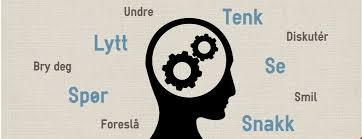 Undre
Tenk
Lytt
Diskutér
Bry deg
Se
Spør
Smil
Foreslå
Snakk